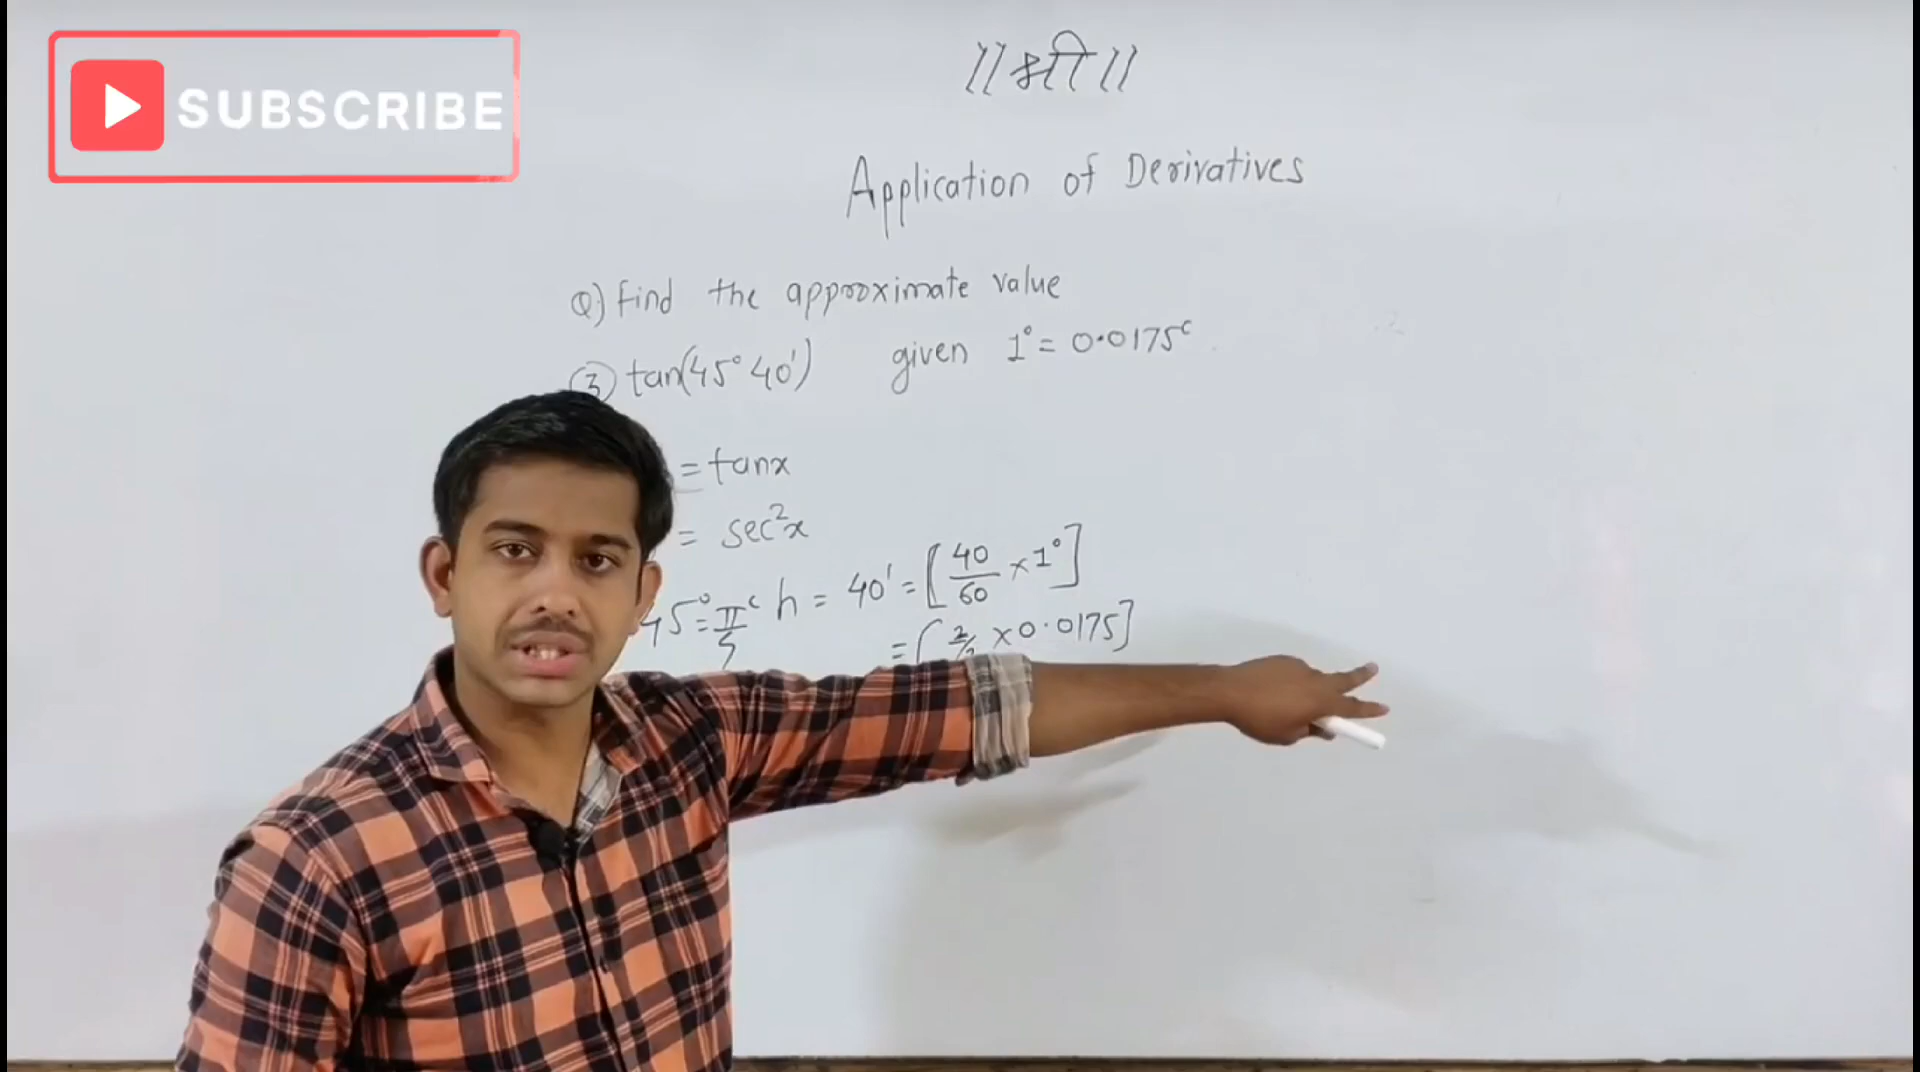 SUBSCRIBE
॥ श्री ॥
Application of Derivatives
Q) Find the approximate value
③ tan(45° 40') given 1° = 0.0175ᶜ
= tanx
= sec²x
45° = π/4ᶜ h = 40' = [40/60 × 1°]
= [2/3 × 0.0175]